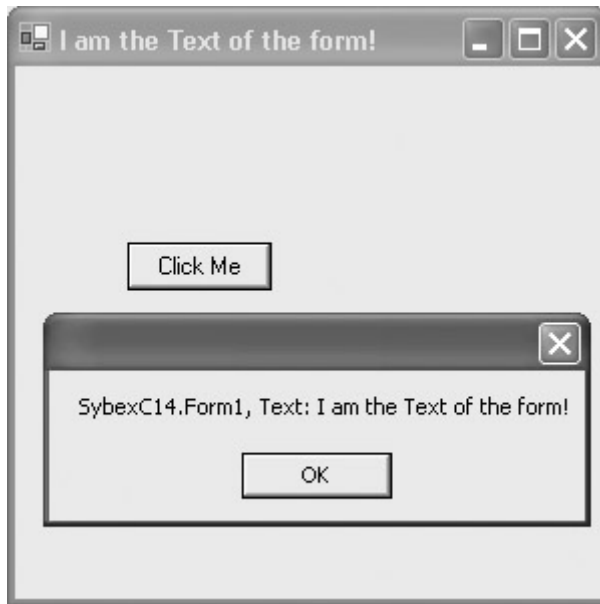 I am the Text of the form!
Click Me
SybexC14.Form1, Text: I am the Text of the form!
OK